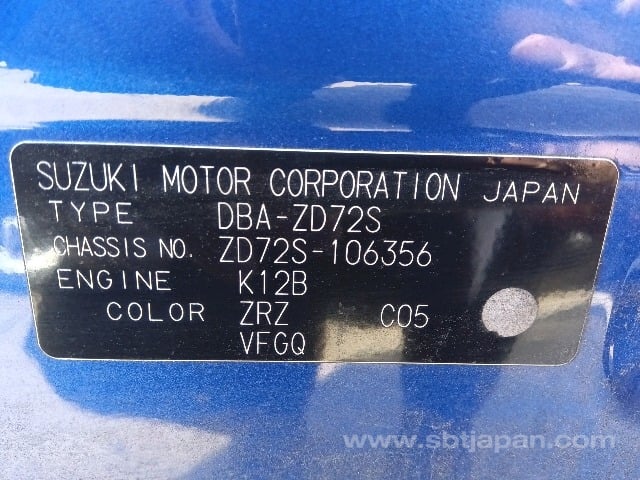 SUZUKI MOTOR CORPORATION JAPAN
TYPE DBA-ZD72S
CHASSIS NO. ZD72S-106356
ENGINE K12B
COLOR ZRZ C05
VFGQ
www.sbtjapan.com